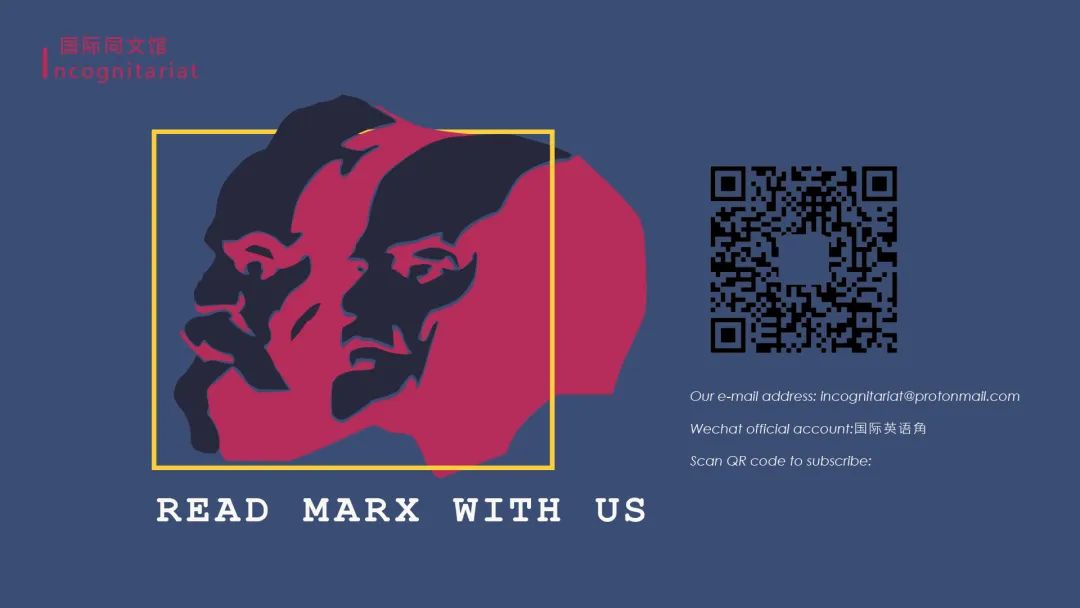 国际同文馆
Incognitariat
READ MARX WITH US
Our e-mail address: incognitariat@protonmail.com
Wechat official account:国际英语角
Scan QR code to subscribe: